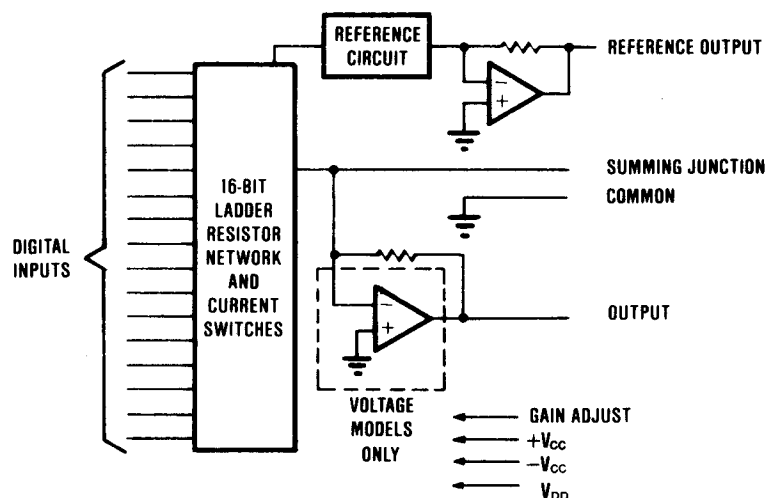 REFERENCE
CIRCUIT
REFERENCE OUTPUT
−
+
SUMMING JUNCTION
COMMON
16-BIT
LADDER
RESISTOR
NETWORK
AND
CURRENT
SWITCHES
DIGITAL
INPUTS
−
+
OUTPUT
VOLTAGE
MODELS
ONLY
GAIN ADJUST
+VCC
−VCC
VDD